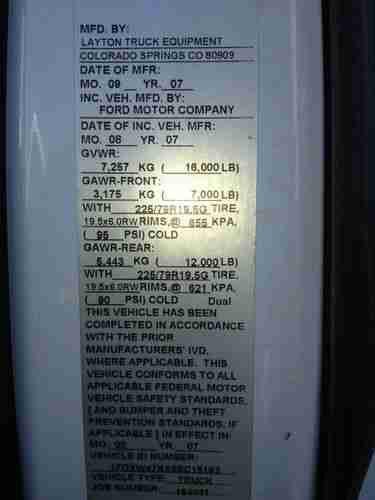 MFD. BY:
LAYTON TRUCK EQUIPMENT
COLORADO SPRINGS CO 80909
DATE OF MFR:
MO. 09 YR. 07
INC. VEH. MFD. BY:
FORD MOTOR COMPANY
DATE OF INC. VEH. MFR:
MO. 08 YR. 07
GVWR:
7,257 KG ( 16,000 LB)
GAWR-FRONT:
3,175 KG ( 7,000 LB)
WITH 225/79R19.5G TIRE,
19.5x6.0RW RIMS,@ 655 KPA.
( 95 PSI) COLD
GAWR-REAR:
5,443 KG ( 12,000 LB)
WITH 225/79R19.5G TIRE,
19.5x6.0RW RIMS,@ 621 KPA.
( 90 PSI) COLD Dual
THIS VEHICLE HAS BEEN
COMPLETED IN ACCORDANCE
WITH THE PRIOR
MANUFACTURERS' IVD,
WHERE APPLICABLE. THIS
VEHICLE CONFORMS TO ALL
APPLICABLE FEDERAL MOTOR
VEHICLE SAFETY STANDARDS,
[ AND BUMPER AND THEFT
PREVENTION STANDARDS, IF
APPLICABLE ] IN EFFECT IN:
MO. YR. 07
VEHICLE ID NUMBER:
VEHICLE TYPE: TRUCK
JOB NUMBER: